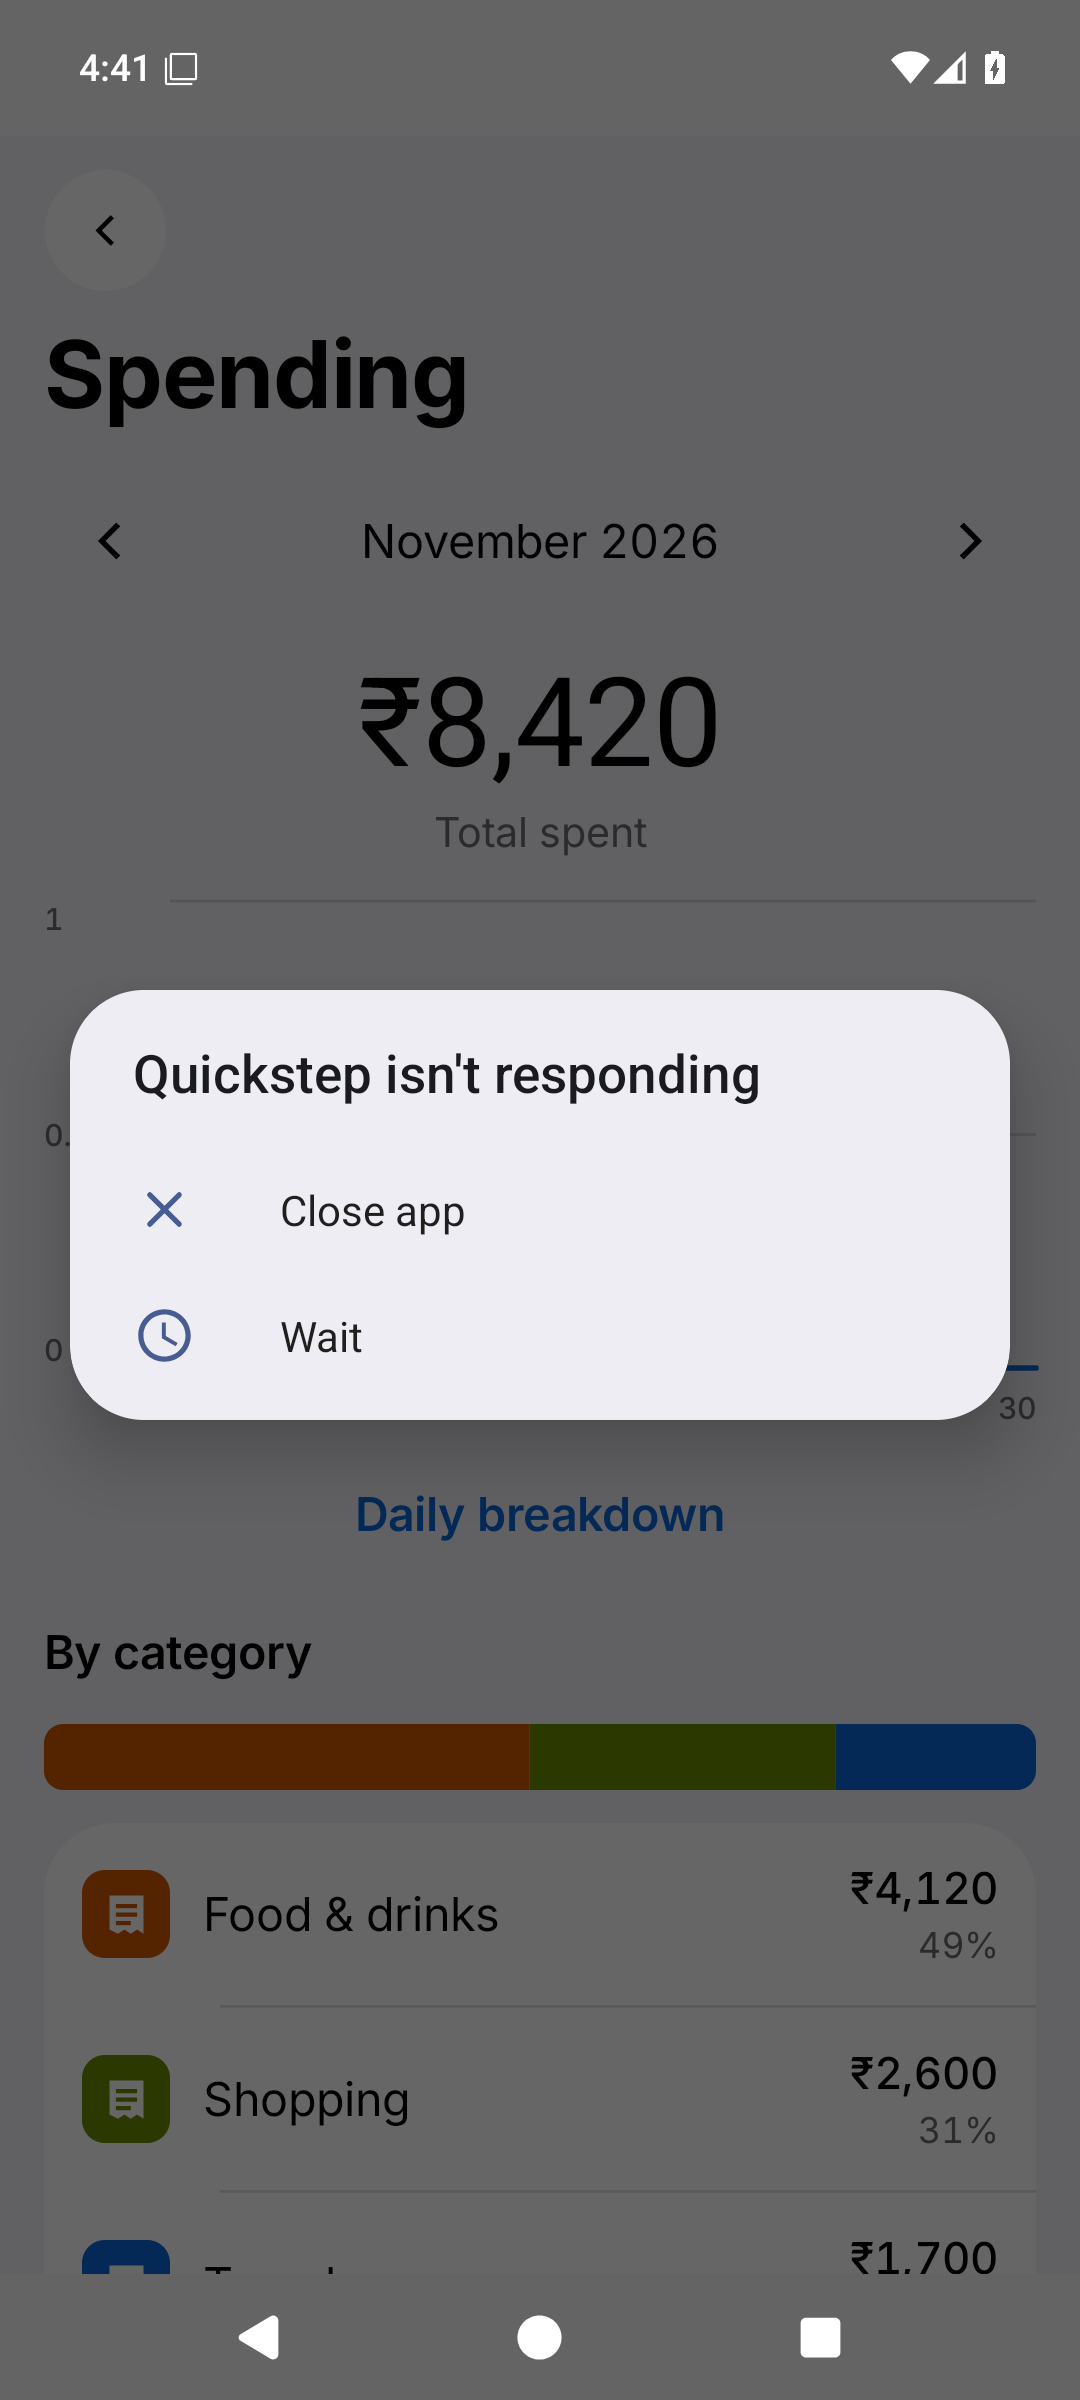 4:41
Spending
November 2026
₹8,420
Total spent
1
Quickstep isn't responding
0.
Close app
Wait
0
30
Daily breakdown
By category
Food & drinks
₹4,120
49%
Shopping
₹2,600
31%
₹1,700